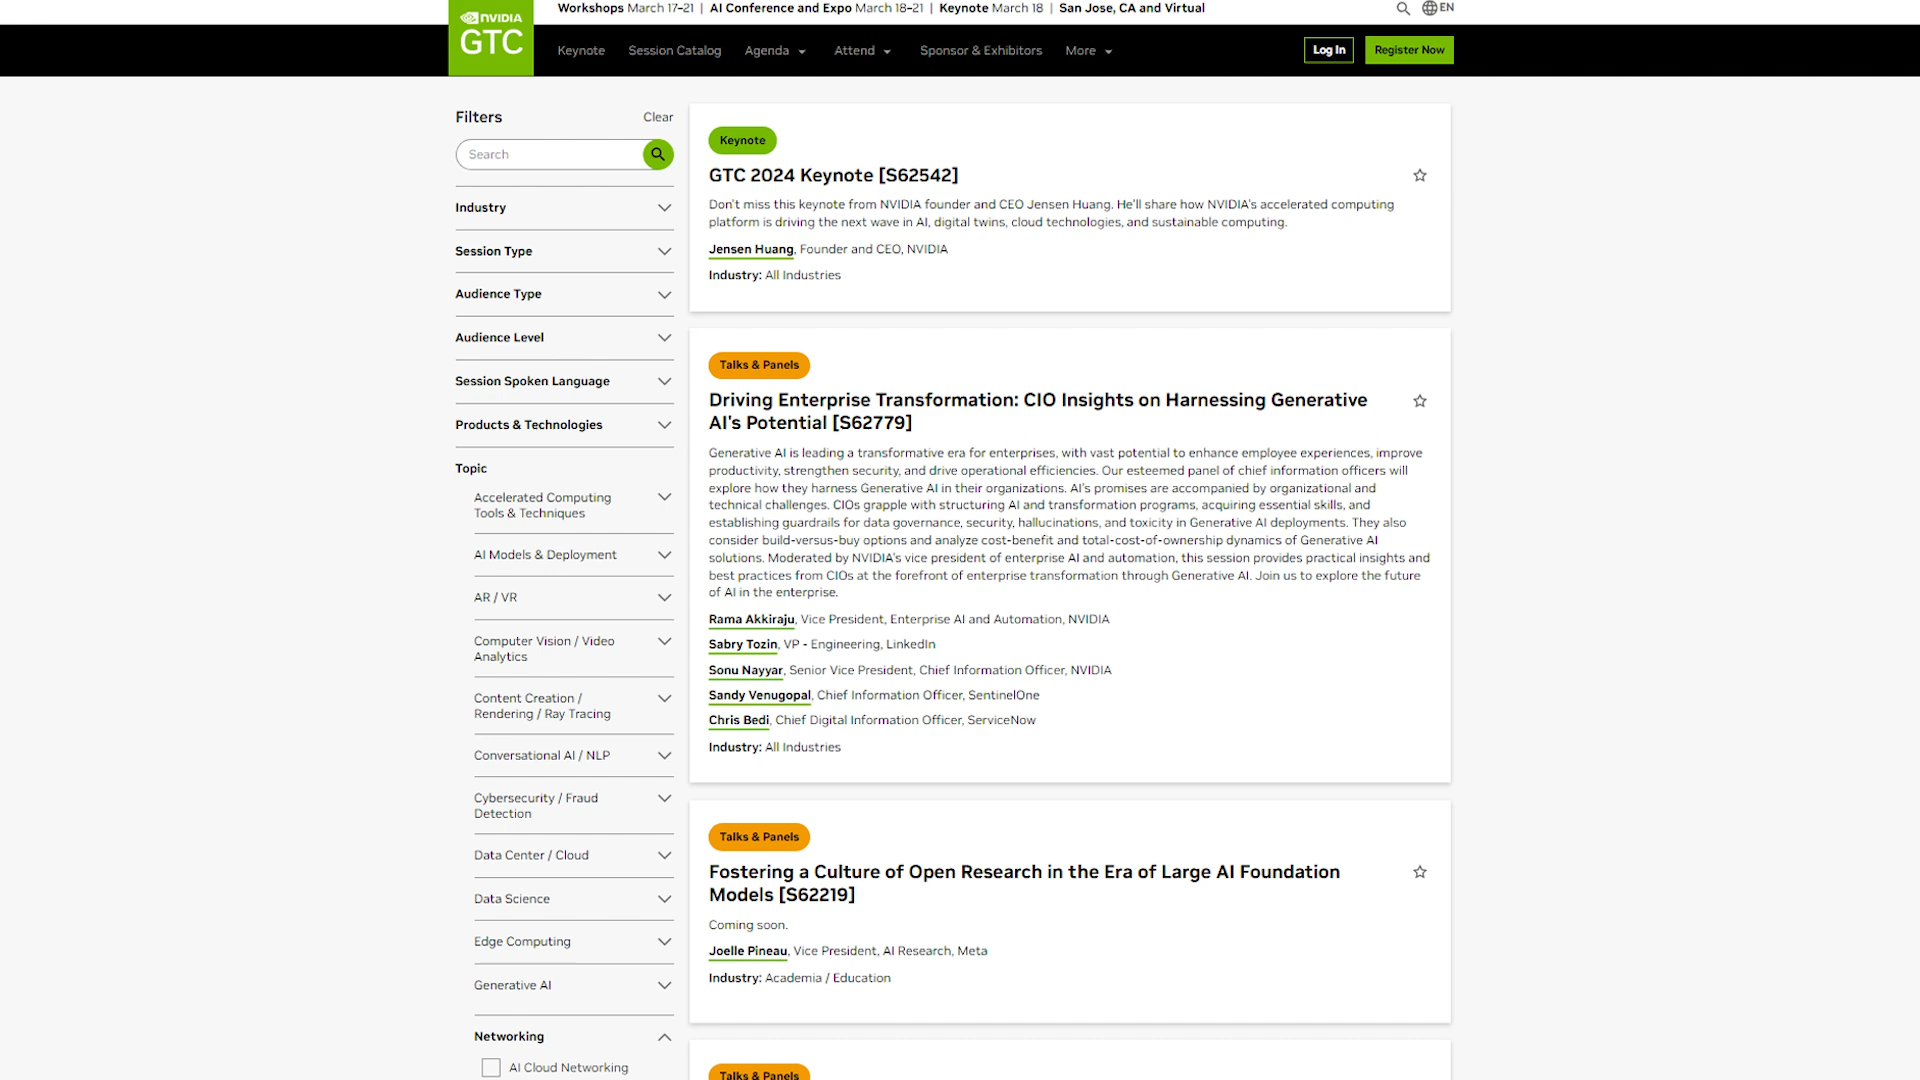 Workshops March 17-21 | AI Conference and Expo March 18-21 | Keynote March 18 | San Jose, CA and Virtual
EN
NVIDIA
GTC
Keynote
Session Catalog
Agenda
Attend
Sponsor & Exhibitors
More
Log In
Register Now
Filters
Clear
Search
Industry
Session Type
Audience Type
Audience Level
Session Spoken Language
Products & Technologies
Topic
Accelerated Computing
Tools & Techniques
AI Models & Deployment
AR / VR
Computer Vision / Video
Analytics
Content Creation /
Rendering / Ray Tracing
Conversational AI / NLP
Cybersecurity / Fraud
Detection
Data Center / Cloud
Data Science
Edge Computing
Generative AI
Networking
AI Cloud Networking
Keynote
GTC 2024 Keynote [S62542]
Don't miss this keynote from NVIDIA founder and CEO Jensen Huang. He'll share how NVIDIA's accelerated computing
platform is driving the next wave in AI, digital twins, cloud technologies, and sustainable computing.
Jensen Huang, Founder and CEO, NVIDIA
Industry: All Industries
Talks & Panels
Driving Enterprise Transformation: CIO Insights on Harnessing Generative
AI's Potential [S62779]
Generative AI is leading a transformative era for enterprises, with vast potential to enhance employee experiences, improve
productivity, strengthen security, and drive operational efficiencies. Our esteemed panel of chief information officers will
explore how they harness Generative AI in their organizations. AI's promises are accompanied by organizational and
technical challenges. CIOs grapple with structuring AI and transformation programs, acquiring essential skills, and
establishing guardrails for data governance, security, hallucinations, and toxicity in Generative AI deployments. They also
consider build-versus-buy options and analyze cost-benefit and total-cost-of-ownership dynamics of Generative AI
solutions. Moderated by NVIDIA's vice president of enterprise AI and automation, this session provides practical insights and
best practices from CIOs at the forefront of enterprise transformation through Generative AI. Join us to explore the future
of AI in the enterprise.
Rama Akkiraju, Vice President, Enterprise AI and Automation, NVIDIA
Sabry Tozin, VP - Engineering, LinkedIn
Sonu Nayyar, Senior Vice President, Chief Information Officer, NVIDIA
Sandy Venugopal, Chief Information Officer, SentinelOne
Chris Bedi, Chief Digital Information Officer, ServiceNow
Industry: All Industries
Talks & Panels
Fostering a Culture of Open Research in the Era of Large AI Foundation
Models [S62219]
Coming soon.
Joelle Pineau, Vice President, AI Research, Meta
Industry: Academia / Education
Talks & Panels